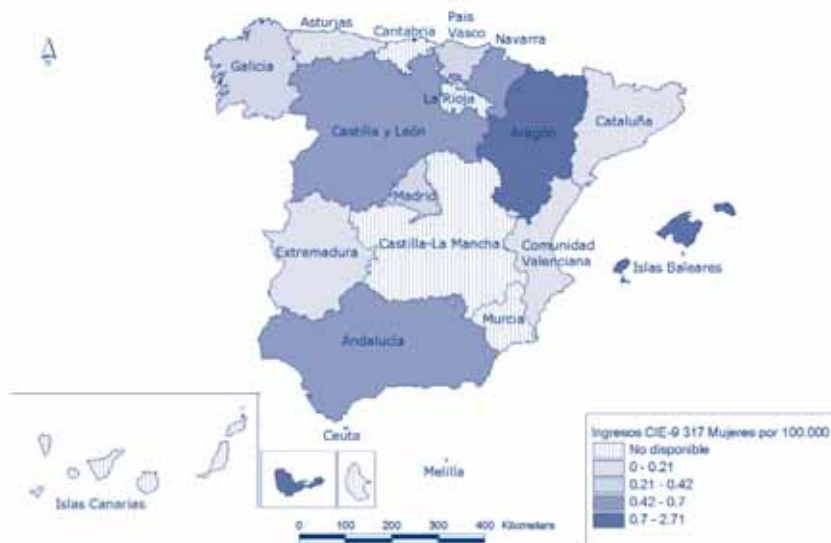 Asturias
Cantabria
País
Vasco
Navarra
Galicia
La Rioja
Castilla y León
Aragón
Cataluña
Madrid
Castilla-La Mancha
Extremadura
Comunidad
Valenciana
Islas Baleares
Murcia
Andalucía
Ceuta
Melilla
Islas Canarias
Ingresos CIE-9 317 Mujeres por 100.000
No disponible
0 - 0.21
0.21 - 0.42
0.42 - 0.7
0.7 - 2.71
0 100 200 300 400 Kilometers